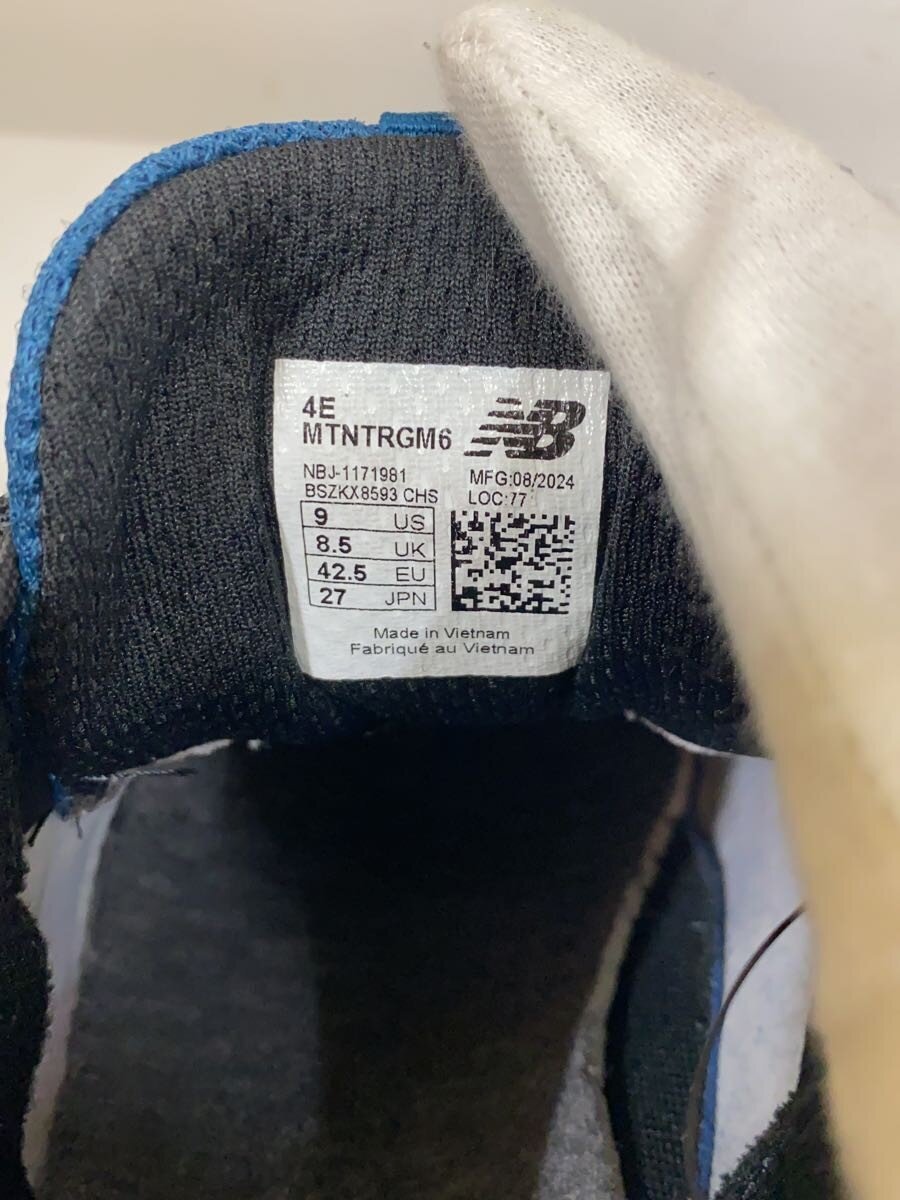 4E
MTNTRGM6
NB
NBJ-1171981
BSZKX8593 CHS
MFG:08/2024
LOC:77
9 US
8.5 UK
42.5 EU
27 JPN
Made in Vietnam
Fabriqué au Vietnam